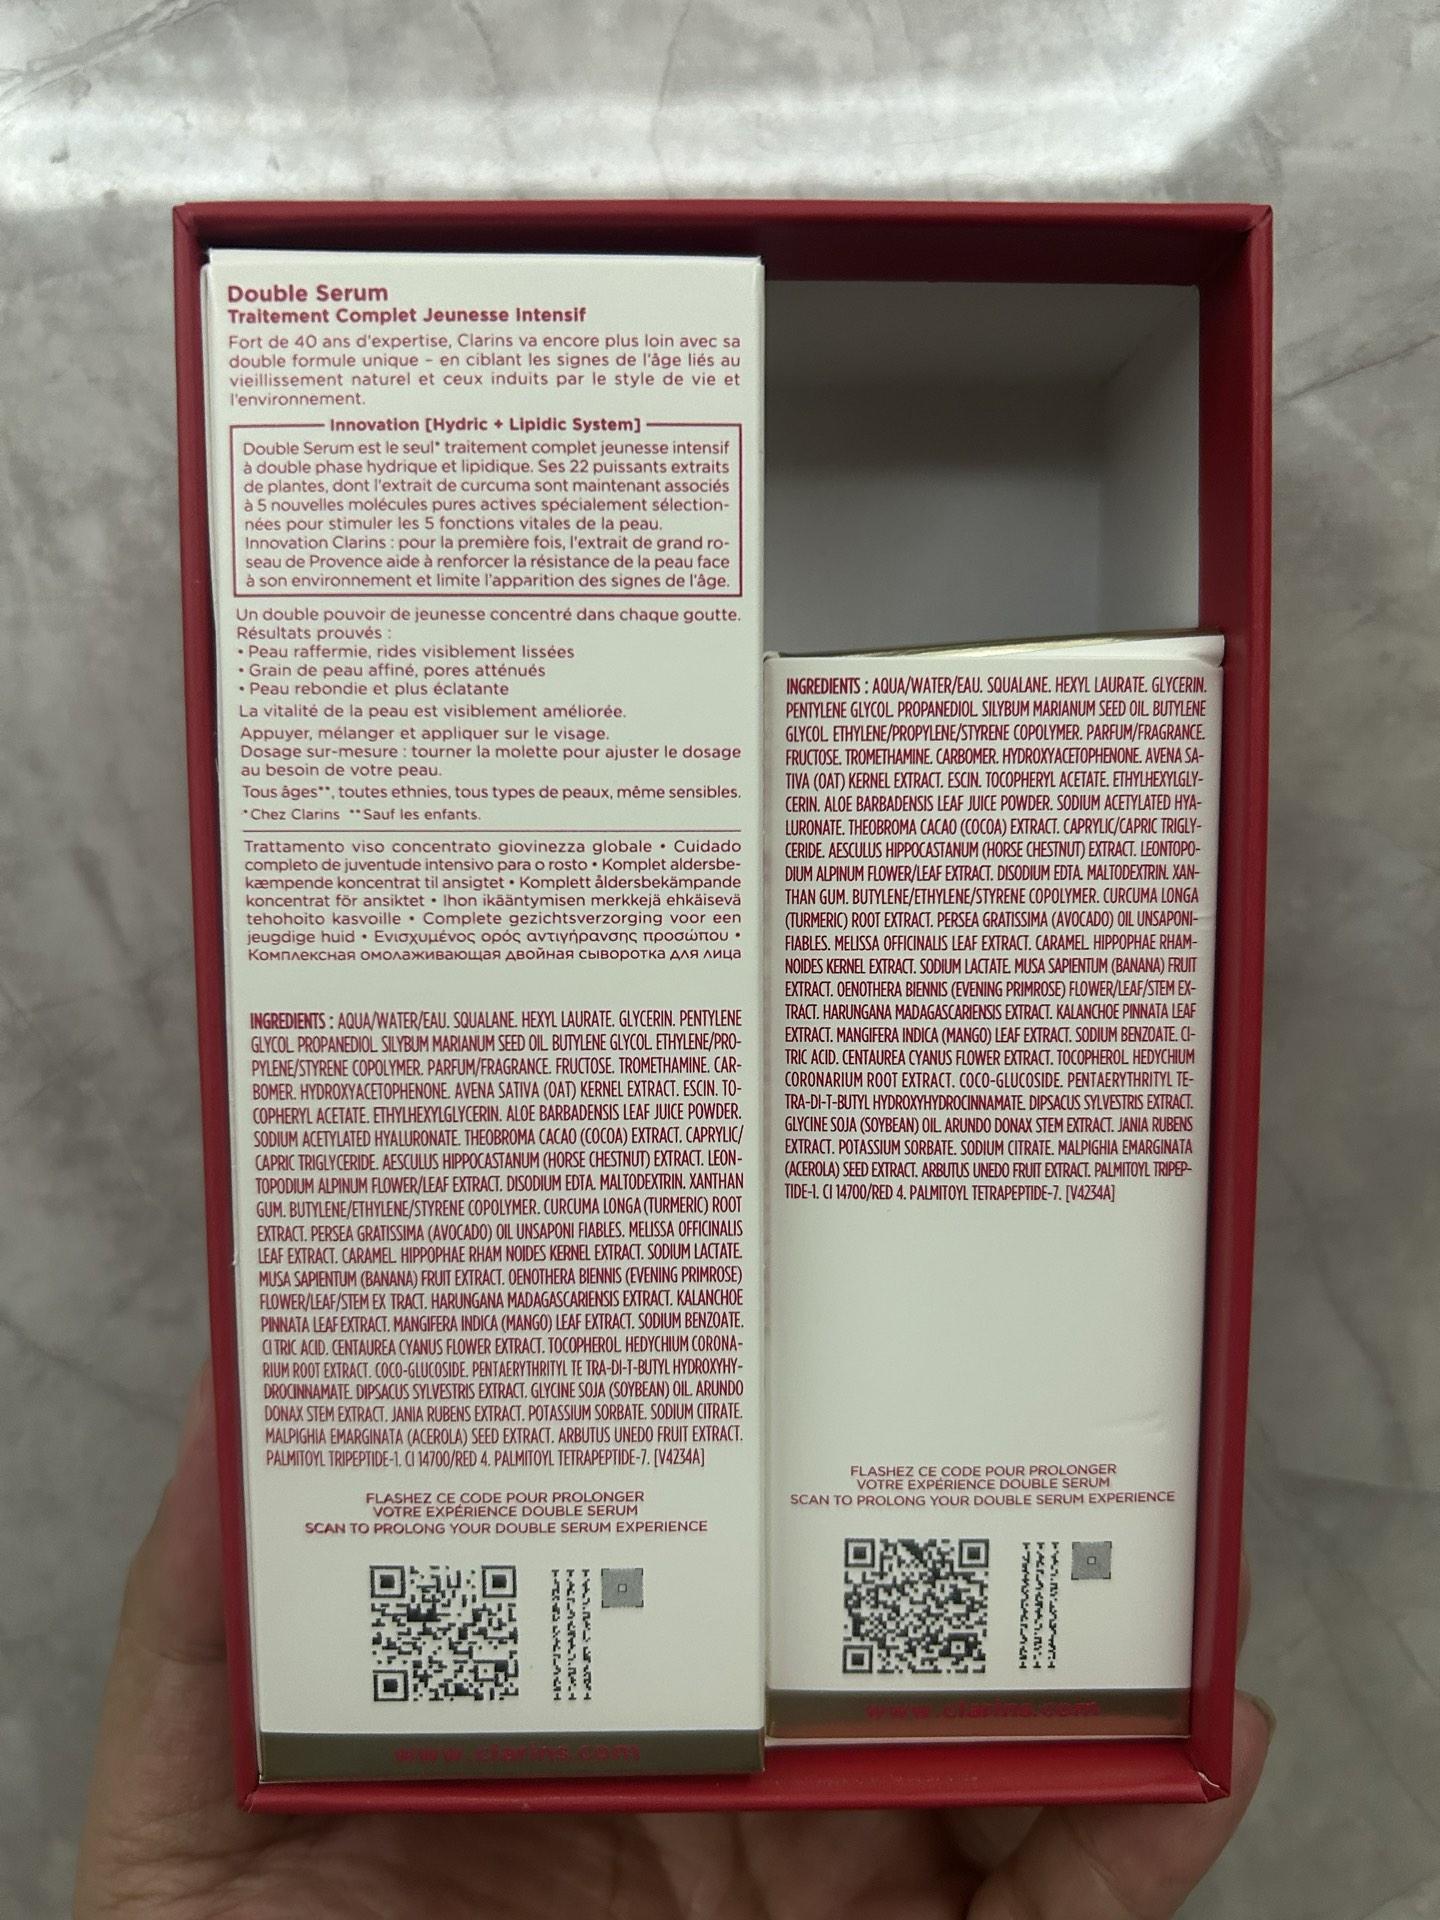 Double Serum
Traitement Complet Jeunesse Intensif
Fort de 40 ans d'expertise, Clarins va encore plus loin avec sa
double formule unique – en ciblant les signes de l'âge liés au
vieillissement naturel et ceux induits par le style de vie et
l'environnement.
Innovation [Hydric + Lipidic System]
Double Serum est le seul* traitement complet jeunesse intensif
à double phase hydrique et lipidique. Ses 22 puissants extraits
de plantes, dont l'extrait de curcuma sont maintenant associés
à 5 nouvelles molécules pures actives spécialement sélection-
nées pour stimuler les 5 fonctions vitales de la peau.
Innovation Clarins : pour la première fois, l'extrait de grand ro-
seau de Provence aide à renforcer la résistance de la peau face
à son environnement et limite l'apparition des signes de l'âge.
Un double pouvoir de jeunesse concentré dans chaque goutte.
Résultats prouvés :
• Peau raffermie, rides visiblement lissées
• Grain de peau affiné, pores atténués
• Peau rebondie et plus éclatante
La vitalité de la peau est visiblement améliorée.
Appuyer, mélanger et appliquer sur le visage.
Dosage sur-mesure : tourner la molette pour ajuster le dosage
au besoin de votre peau.
Tous âges**, toutes ethnies, tous types de peaux, même sensibles.
*Chez Clarins **Sauf les enfants.
Trattamento viso concentrato giovinezza globale • Cuidado
completo de juventude intensivo para o rosto • Komplet aldersbe-
kæmpende koncentrat til ansigtet • Komplett åldersbekämpande
koncentrat för ansiktet • Ihon ikääntymisen merkkejä ehkäisevä
tehohoito kasvoille • Complete gezichtsverzorging voor een
jeugdige huid • Ενισχυμένος ορός αντιγήρανσης προσώπου •
Комплексная омолаживающая двойная сыворотка для лица
INGREDIENTS : AQUA/WATER/EAU. SQUALANE. HEXYL LAURATE. GLYCERIN. PENTYLENE
GLYCOL. PROPANEDIOL. SILYBUM MARIANUM SEED OIL. BUTYLENE GLYCOL. ETHYLENE/PRO-
PYLENE/STYRENE COPOLYMER. PARFUM/FRAGRANCE. FRUCTOSE. TROMETHAMINE. CAR-
BOMER. HYDROXYACETOPHENONE. AVENA SATIVA (OAT) KERNEL EXTRACT. ESCIN. TO-
COPHERYL ACETATE. ETHYLHEXYLGLYCERIN. ALOE BARBADENSIS LEAF JUICE POWDER.
SODIUM ACETYLATED HYALURONATE. THEOBROMA CACAO (COCOA) EXTRACT. CAPRYLIC/
CAPRIC TRIGLYCERIDE. AESCULUS HIPPOCASTANUM (HORSE CHESTNUT) EXTRACT. LEON-
TOPODIUM ALPINUM FLOWER/LEAF EXTRACT. DISODIUM EDTA. MALTODEXTRIN. XANTHAN
GUM. BUTYLENE/ETHYLENE/STYRENE COPOLYMER. CURCUMA LONGA (TURMERIC) ROOT
EXTRACT. PERSEA GRATISSIMA (AVOCADO) OIL UNSAPONI FIABLES. MELISSA OFFICINALIS
LEAF EXTRACT. CARAMEL. HIPPOPHAE RHAM NOIDES KERNEL EXTRACT. SODIUM LACTATE.
MUSA SAPIENTUM (BANANA) FRUIT EXTRACT. OENOTHERA BIENNIS (EVENING PRIMROSE)
FLOWER/LEAF/STEM EX TRACT. HARUNGANA MADAGASCARIENSIS EXTRACT. KALANCHOE
PINNATA LEAF EXTRACT. MANGIFERA INDICA (MANGO) LEAF EXTRACT. SODIUM BENZOATE.
CI TRIC ACID. CENTAUREA CYANUS FLOWER EXTRACT. TOCOPHEROL. HEDYCHIUM CORONA-
RIUM ROOT EXTRACT. COCO-GLUCOSIDE. PENTAERYTHRITYL TE TRA-DI-T-BUTYL HYDROXYHY-
DROCINNAMATE. DIPSACUS SYLVESTRIS EXTRACT. GLYCINE SOJA (SOYBEAN) OIL. ARUNDO
DONAX STEM EXTRACT. JANIA RUBENS EXTRACT. POTASSIUM SORBATE. SODIUM CITRATE.
MALPIGHIA EMARGINATA (ACEROLA) SEED EXTRACT. ARBUTUS UNEDO FRUIT EXTRACT.
PALMITOYL TRIPEPTIDE-1. CI 14700/RED 4. PALMITOYL TETRAPEPTIDE-7. [V4234A]
FLASHEZ CE CODE POUR PROLONGER
VOTRE EXPÉRIENCE DOUBLE SERUM
SCAN TO PROLONG YOUR DOUBLE SERUM EXPERIENCE
www.clarins.com
INGREDIENTS : AQUA/WATER/EAU. SQUALANE. HEXYL LAURATE. GLYCERIN.
PENTYLENE GLYCOL. PROPANEDIOL. SILYBUM MARIANUM SEED OIL. BUTYLENE
GLYCOL. ETHYLENE/PROPYLENE/STYRENE COPOLYMER. PARFUM/FRAGRANCE.
FRUCTOSE. TROMETHAMINE. CARBOMER. HYDROXYACETOPHENONE. AVENA SA-
TIVA (OAT) KERNEL EXTRACT. ESCIN. TOCOPHERYL ACETATE. ETHYLHEXYLGLY-
CERIN. ALOE BARBADENSIS LEAF JUICE POWDER. SODIUM ACETYLATED HYA-
LURONATE. THEOBROMA CACAO (COCOA) EXTRACT. CAPRYLIC/CAPRIC TRIGLY-
CERIDE. AESCULUS HIPPOCASTANUM (HORSE CHESTNUT) EXTRACT. LEONTOPO-
DIUM ALPINUM FLOWER/LEAF EXTRACT. DISODIUM EDTA. MALTODEXTRIN. XAN-
THAN GUM. BUTYLENE/ETHYLENE/STYRENE COPOLYMER. CURCUMA LONGA
(TURMERIC) ROOT EXTRACT. PERSEA GRATISSIMA (AVOCADO) OIL UNSAPONI-
FIABLES. MELISSA OFFICINALIS LEAF EXTRACT. CARAMEL. HIPPOPHAE RHAM-
NOIDES KERNEL EXTRACT. SODIUM LACTATE. MUSA SAPIENTUM (BANANA) FRUIT
EXTRACT. OENOTHERA BIENNIS (EVENING PRIMROSE) FLOWER/LEAF/STEM EX-
TRACT. HARUNGANA MADAGASCARIENSIS EXTRACT. KALANCHOE PINNATA LEAF
EXTRACT. MANGIFERA INDICA (MANGO) LEAF EXTRACT. SODIUM BENZOATE. CI-
TRIC ACID. CENTAUREA CYANUS FLOWER EXTRACT. TOCOPHEROL. HEDYCHIUM
CORONARIUM ROOT EXTRACT. COCO-GLUCOSIDE. PENTAERYTHRITYL TE-
TRA-DI-T-BUTYL HYDROXYHYDROCINNAMATE. DIPSACUS SYLVESTRIS EXTRACT.
GLYCINE SOJA (SOYBEAN) OIL. ARUNDO DONAX STEM EXTRACT. JANIA RUBENS
EXTRACT. POTASSIUM SORBATE. SODIUM CITRATE. MALPIGHIA EMARGINATA
(ACEROLA) SEED EXTRACT. ARBUTUS UNEDO FRUIT EXTRACT. PALMITOYL TRIPEP-
TIDE-1. CI 14700/RED 4. PALMITOYL TETRAPEPTIDE-7. [V4234A]
FLASHEZ CE CODE POUR PROLONGER
VOTRE EXPÉRIENCE DOUBLE SERUM
SCAN TO PROLONG YOUR DOUBLE SERUM EXPERIENCE
www.clarins.com